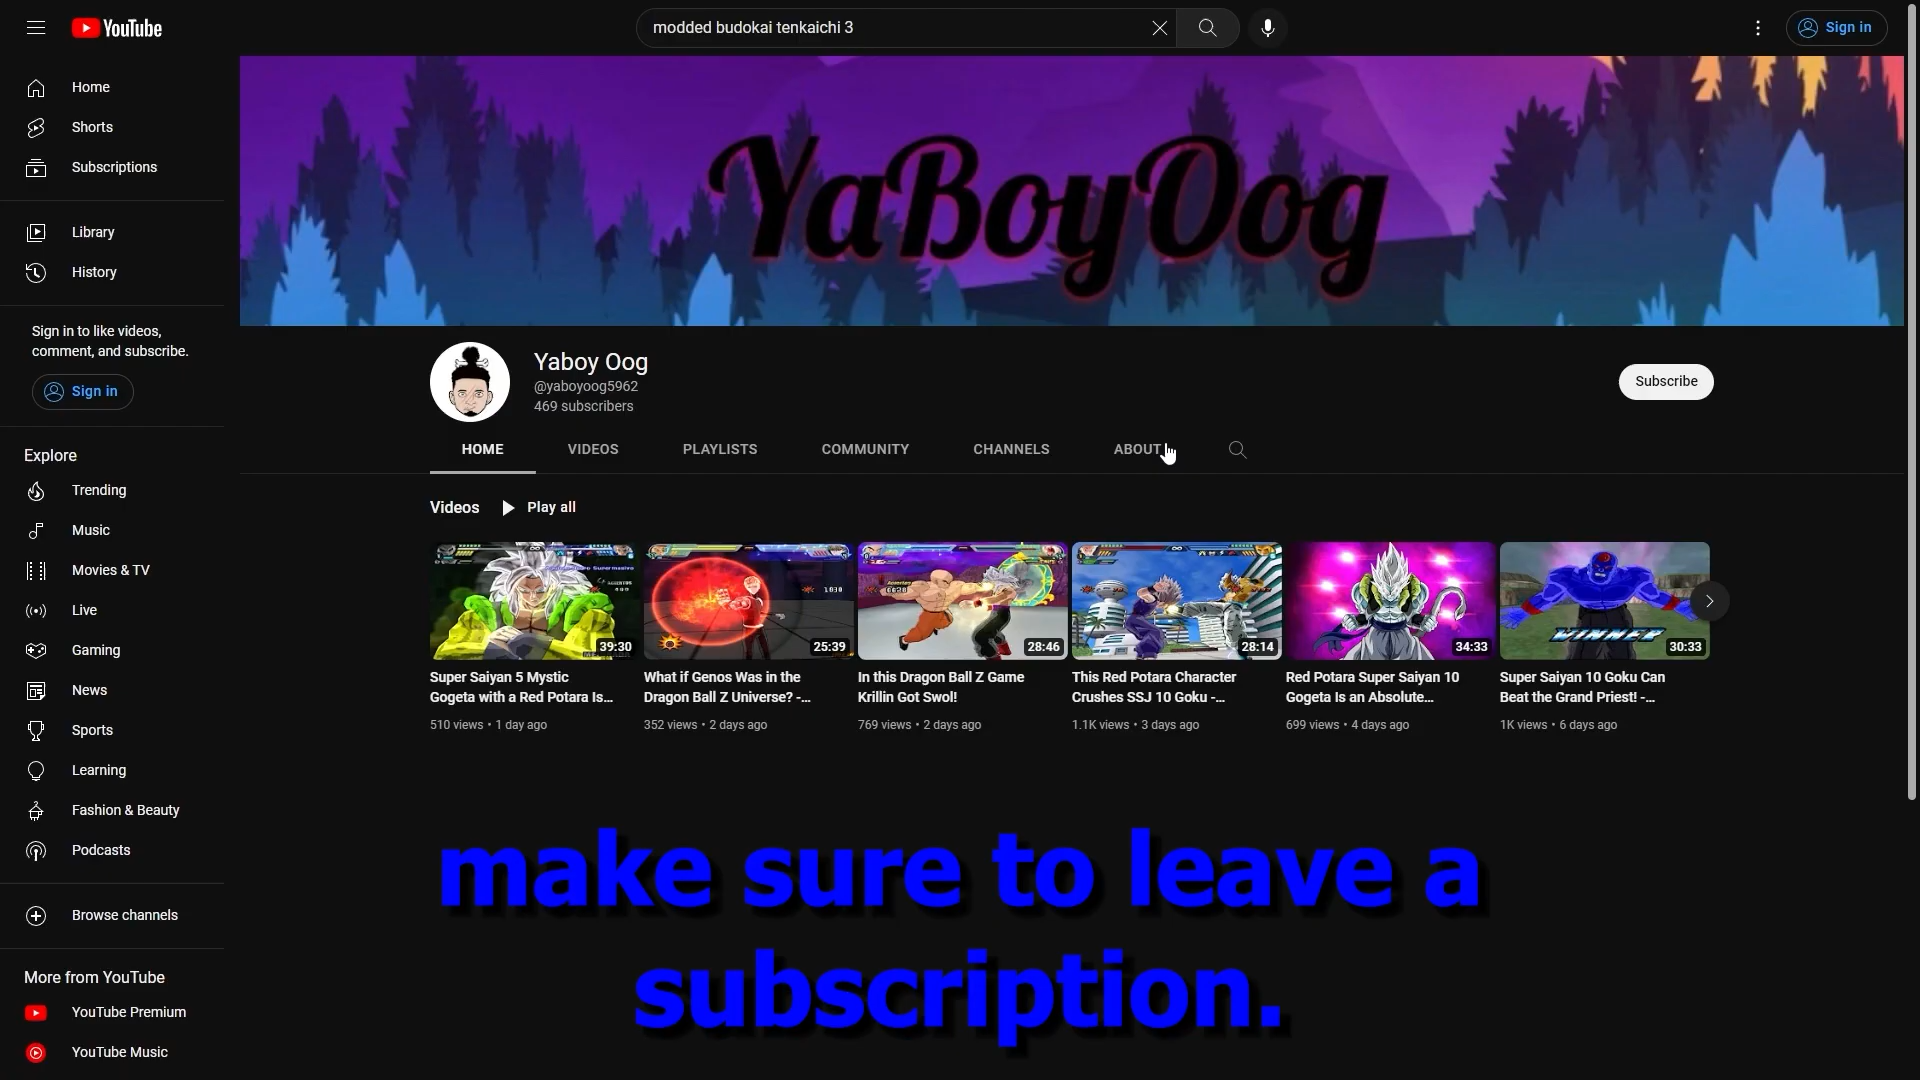 YouTube
modded budokai tenkaichi 3
Sign in
Home
Shorts
Subscriptions
Library
History
Sign in to like videos,
comment, and subscribe.
Sign in
Explore
Trending
Music
Movies & TV
Live
Gaming
News
Sports
Learning
Fashion & Beauty
Podcasts
Browse channels
More from YouTube
YouTube Premium
YouTube Music
YaBoyOog
Yaboy Oog
@yaboyoog5962
469 subscribers
Subscribe
HOME VIDEOS PLAYLISTS COMMUNITY CHANNELS ABOUT
Videos Play all
39:30
25:39
28:46
28:14
34:33
WINNER
30:33
Super Saiyan 5 Mystic
Gogeta with a Red Potara Is...
510 views • 1 day ago
What if Genos Was in the
Dragon Ball Z Universe? -...
352 views • 2 days ago
In this Dragon Ball Z Game
Krillin Got Swol!
769 views • 2 days ago
This Red Potara Character
Crushes SSJ 10 Goku -...
1.1K views • 3 days ago
Red Potara Super Saiyan 10
Gogeta Is an Absolute...
699 views • 4 days ago
Super Saiyan 10 Goku Can
Beat the Grand Priest! -...
1K views • 6 days ago
make sure to leave a
subscription.